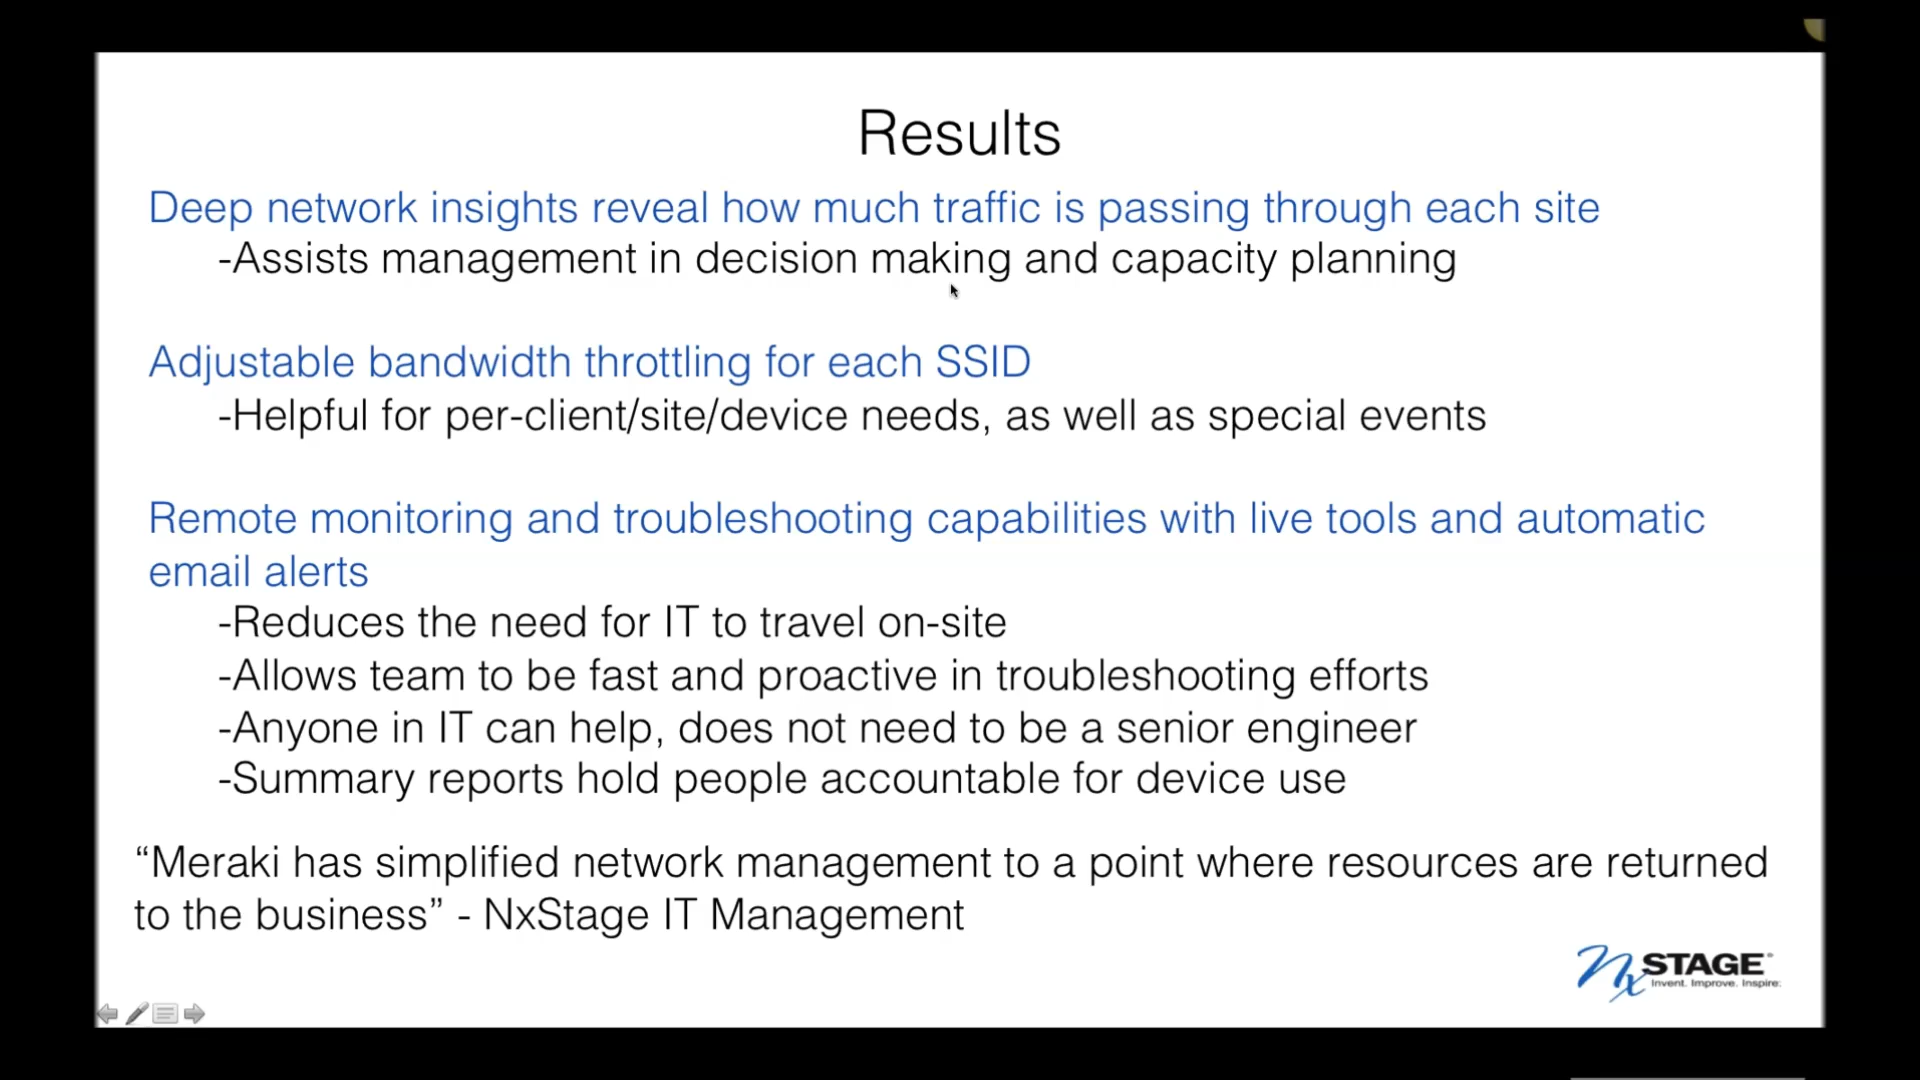 Results
Deep network insights reveal how much traffic is passing through each site
-Assists management in decision making and capacity planning
Adjustable bandwidth throttling for each SSID
-Helpful for per-client/site/device needs, as well as special events
Remote monitoring and troubleshooting capabilities with live tools and automatic
email alerts
-Reduces the need for IT to travel on-site
-Allows team to be fast and proactive in troubleshooting efforts
-Anyone in IT can help, does not need to be a senior engineer
-Summary reports hold people accountable for device use
“Meraki has simplified network management to a point where resources are returned
to the business” - NxStage IT Management
NxSTAGE
Invent. Improve. Inspire.